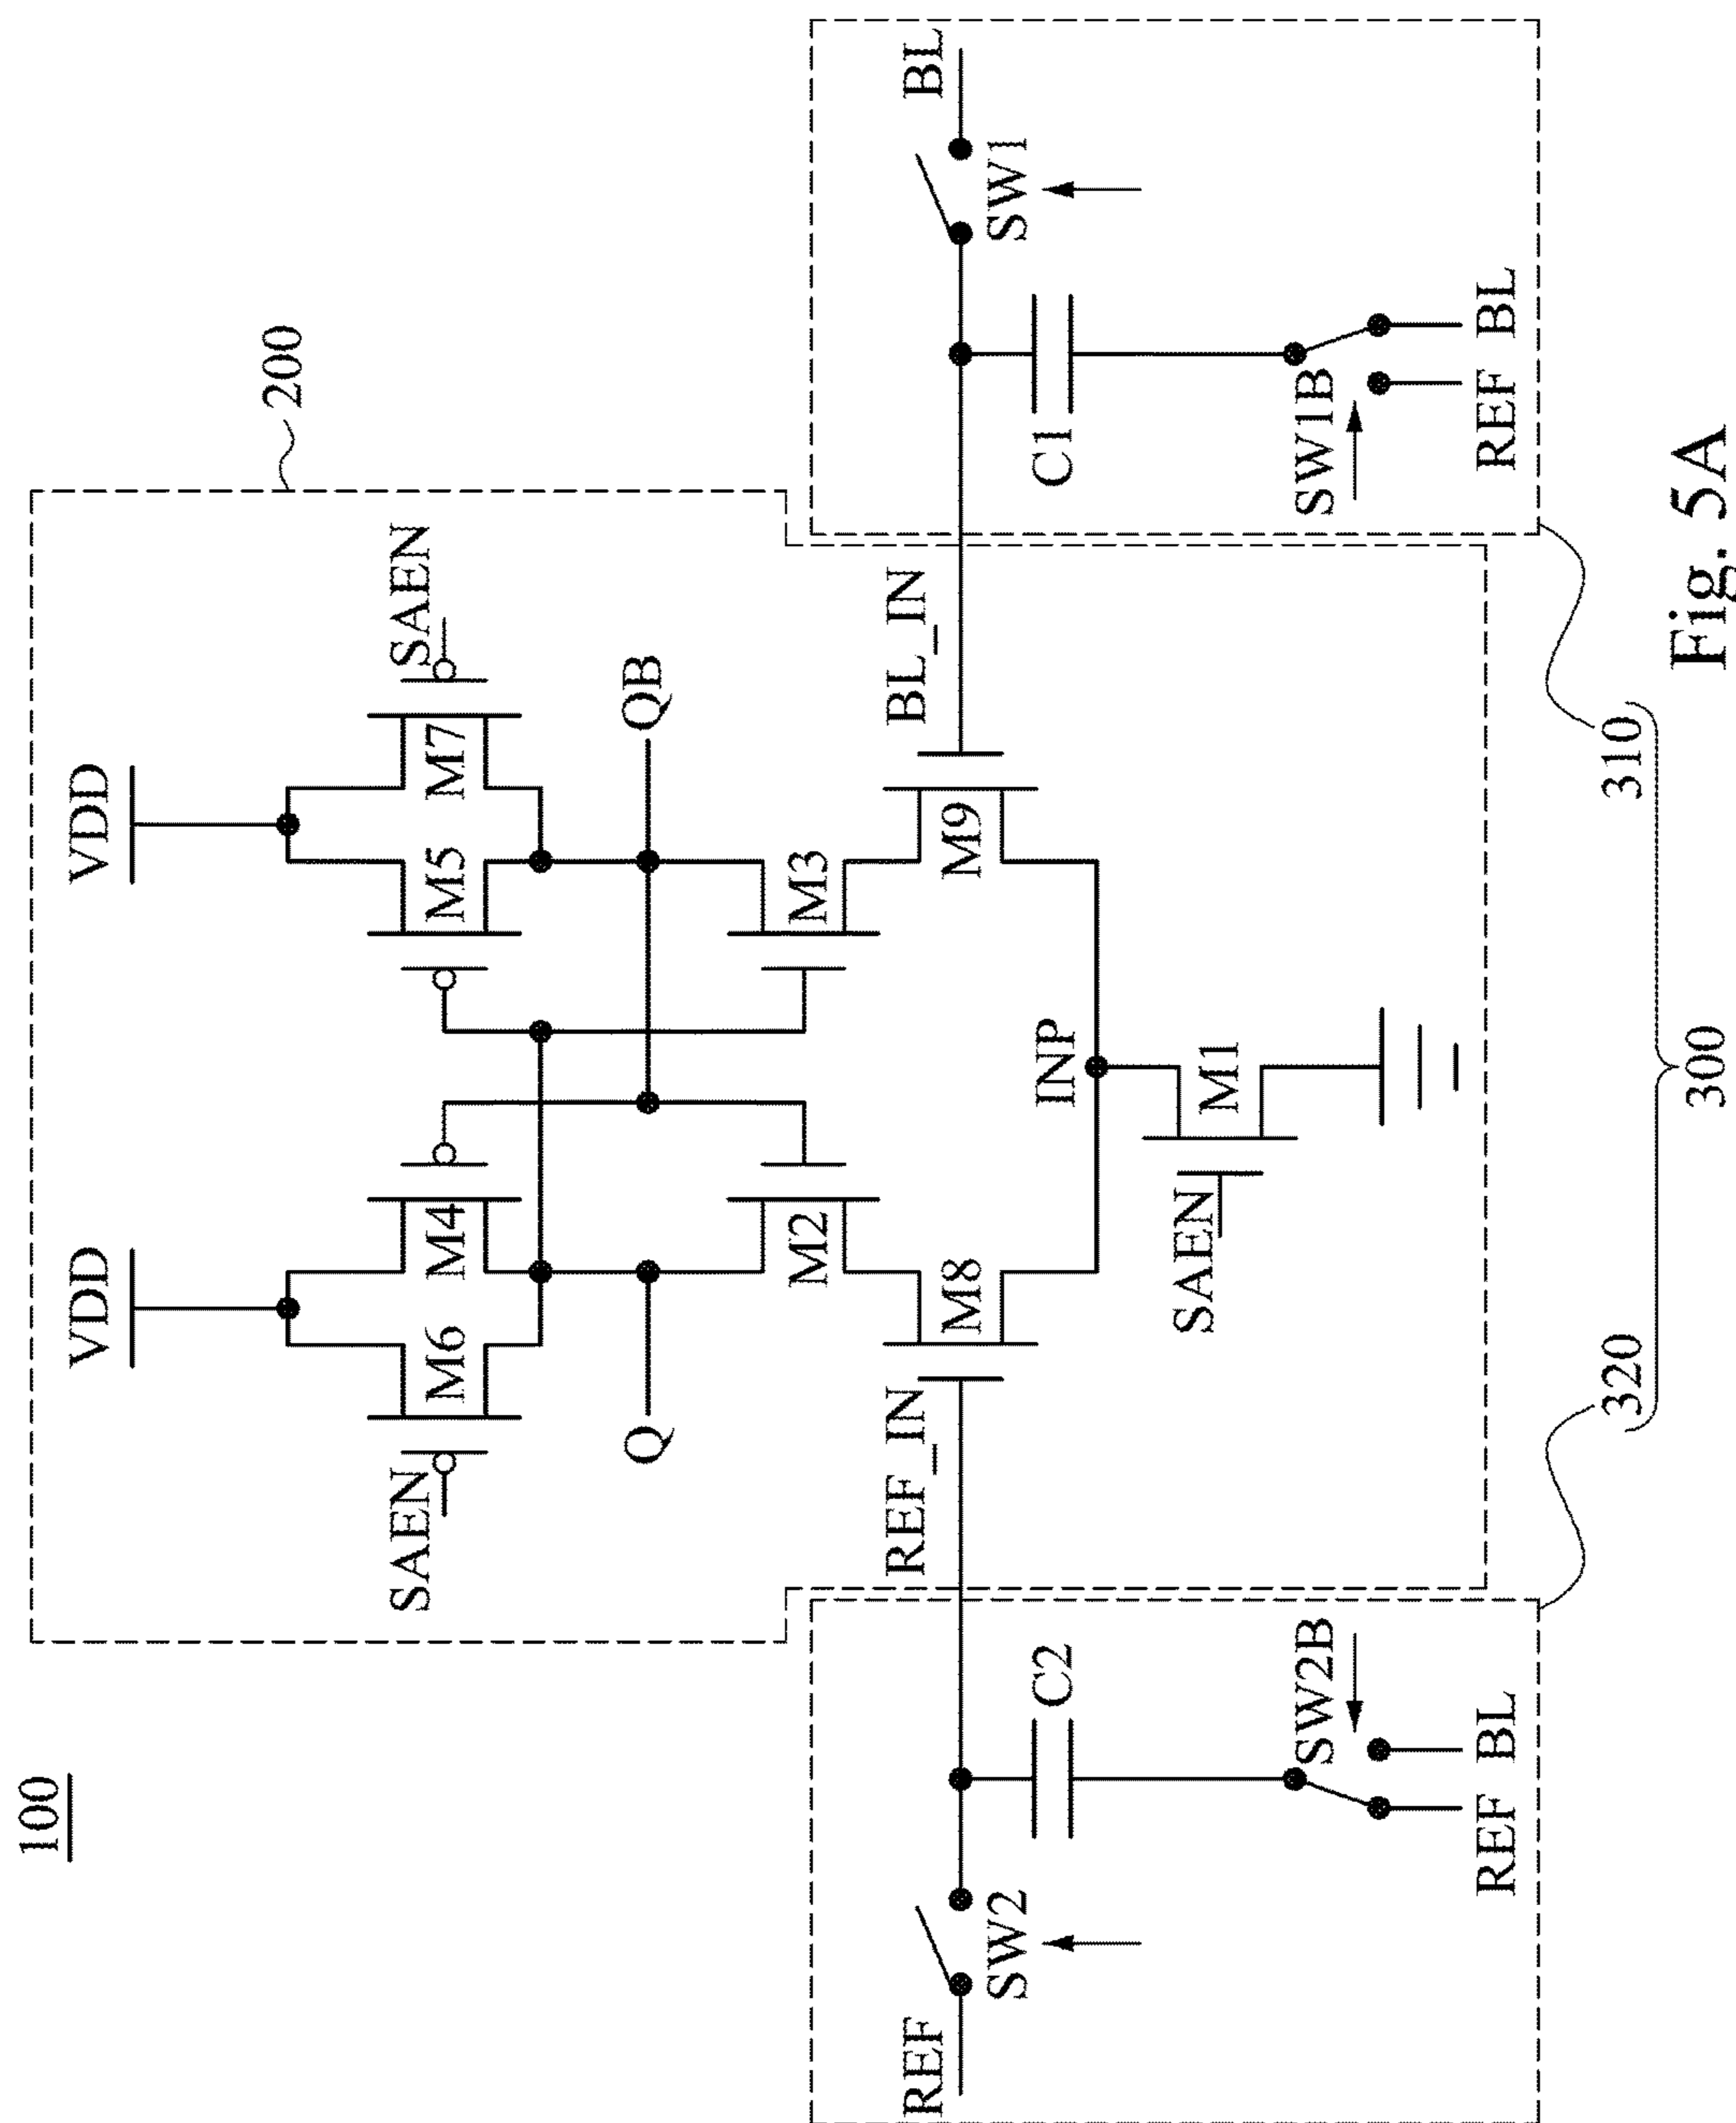 100
200
VDD
VDD
SAEN
M6
M4
M5
M7
SAEN
Q
QB
M2
M3
REF
SW2
C2
REF_IN
M8
M9
BL_IN
C1
SW1
BL
INP
SAEN
M1
SW2B
REF
BL
SW1B
REF
BL
320
310
300
Fig. 5A